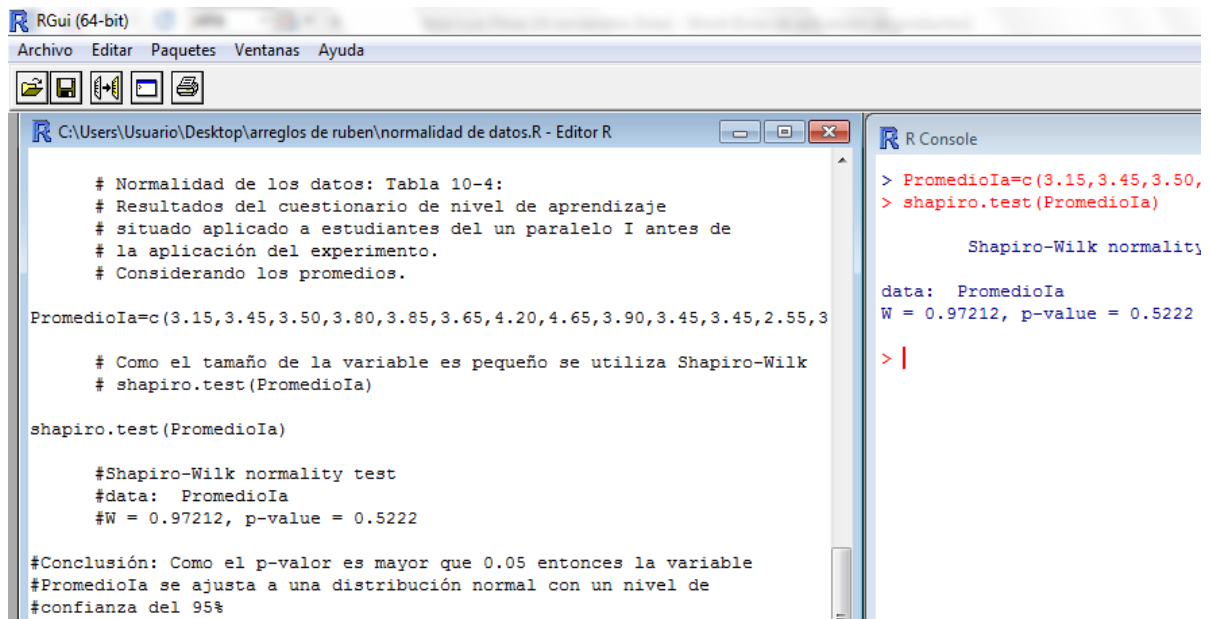 RGui (64-bit)
Archivo Editar Paquetes Ventanas Ayuda
C:\Users\Usuario\Desktop\arreglos de ruben\normalidad de datos.R - Editor R
# Normalidad de los datos: Tabla 10-4:
# Resultados del cuestionario de nivel de aprendizaje
# situado aplicado a estudiantes del un paralelo I antes de
# la aplicación del experimento.
# Considerando los promedios.
PromedioIa=c(3.15,3.45,3.50,3.80,3.85,3.65,4.20,4.65,3.90,3.45,3.45,2.55,3
# Como el tamaño de la variable es pequeño se utiliza Shapiro-Wilk
# shapiro.test(PromedioIa)
shapiro.test(PromedioIa)
#Shapiro-Wilk normality test
#data: PromedioIa
#W = 0.97212, p-value = 0.5222
#Conclusión: Como el p-valor es mayor que 0.05 entonces la variable
#PromedioIa se ajusta a una distribución normal con un nivel de
#confianza del 95%
R Console
> PromedioIa=c(3.15,3.45,3.50,
> shapiro.test(PromedioIa)
Shapiro-Wilk normality
data: PromedioIa
W = 0.97212, p-value = 0.5222
>